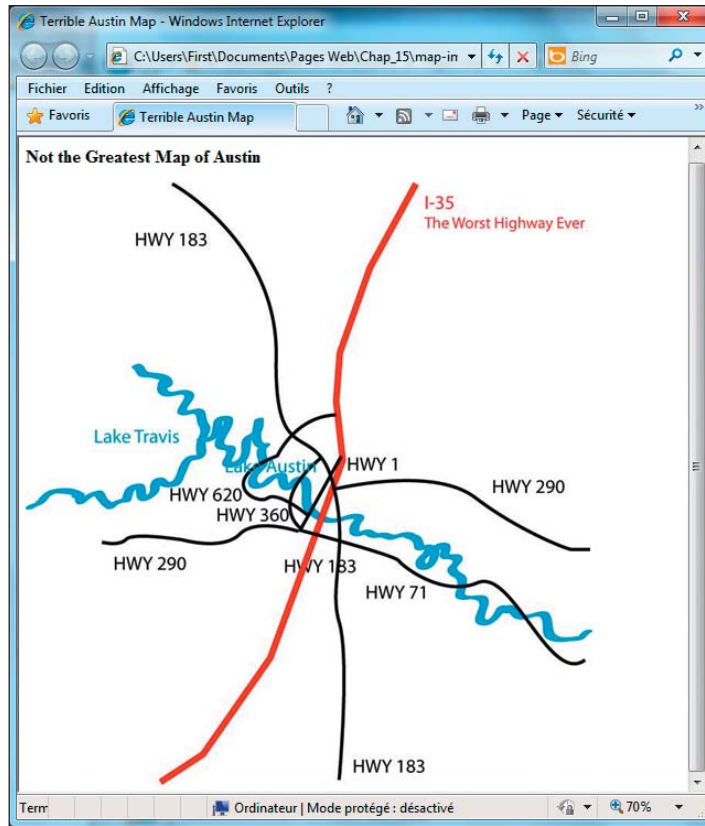 Terrible Austin Map - Windows Internet Explorer
C:\Users\First\Documents\Pages Web\Chap_15\map-in
Bing
Fichier Edition Affichage Favoris Outils ?
Favoris
Terrible Austin Map
Page
Sécurité
»
Not the Greatest Map of Austin
I-35
The Worst Highway Ever
HWY 183
Lake Travis
Lake Austin
HWY 1
HWY 620
HWY 290
HWY 360
HWY 290
HWY 183
HWY 71
HWY 183
Term
Ordinateur | Mode protégé : désactivé
70%